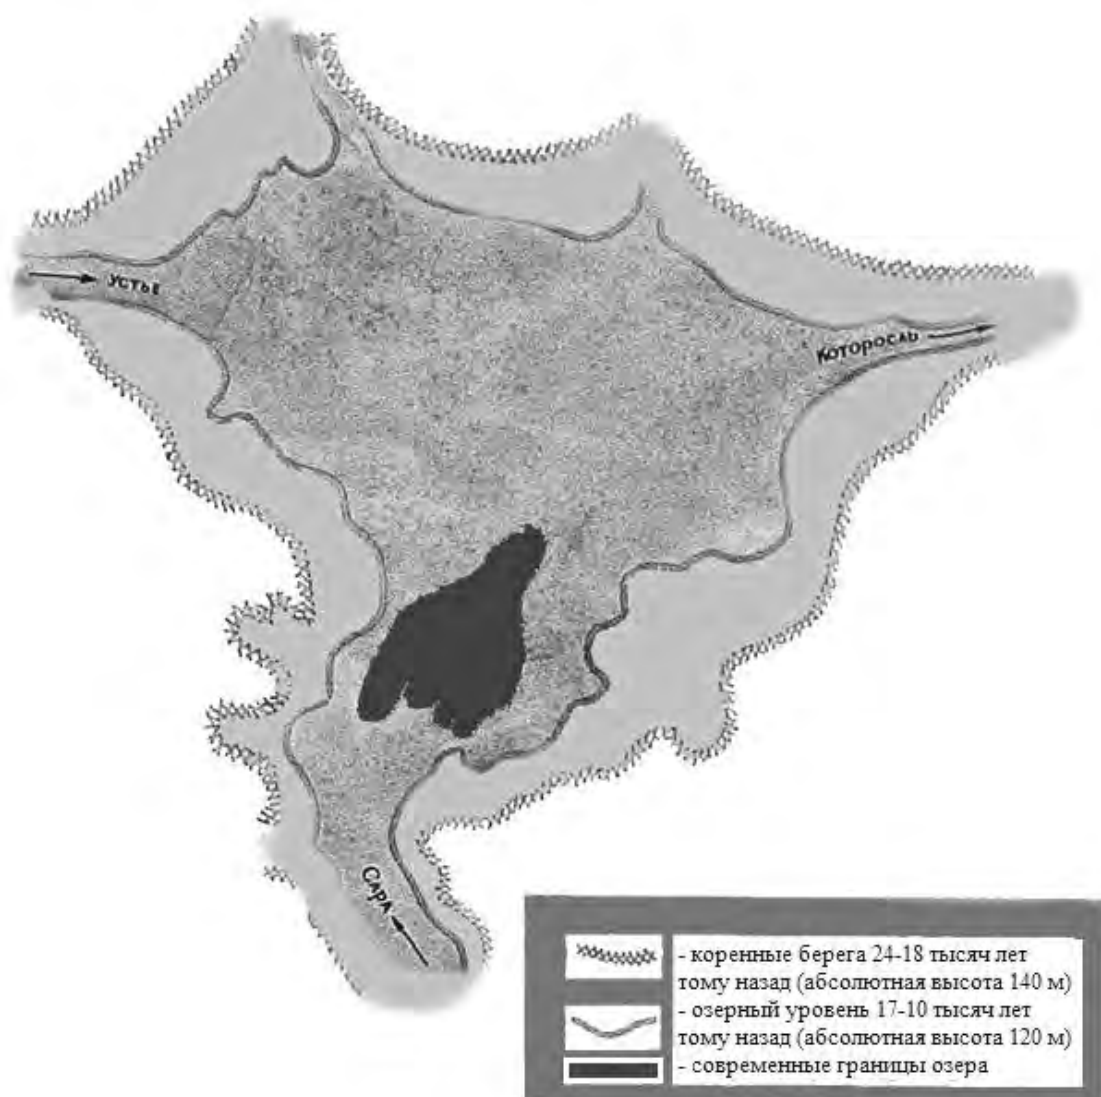 УСТЬЕ
КОТОРОСЛЬ
САРА
- коренные берега 24-18 тысяч лет
тому назад (абсолютная высота 140 м)
- озерный уровень 17-10 тысяч лет
тому назад (абсолютная высота 120 м)
- современные границы озера